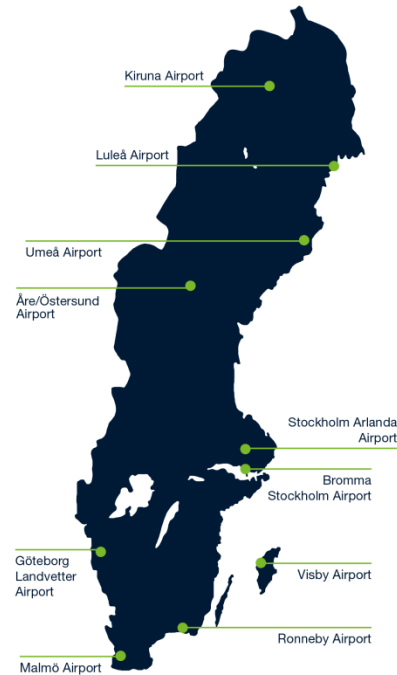 Kiruna Airport
Luleå Airport
Umeå Airport
Åre/Östersund
Airport
Stockholm Arlanda
Airport
Bromma
Stockholm Airport
Göteborg
Landvetter
Airport
Visby Airport
Ronneby Airport
Malmö Airport